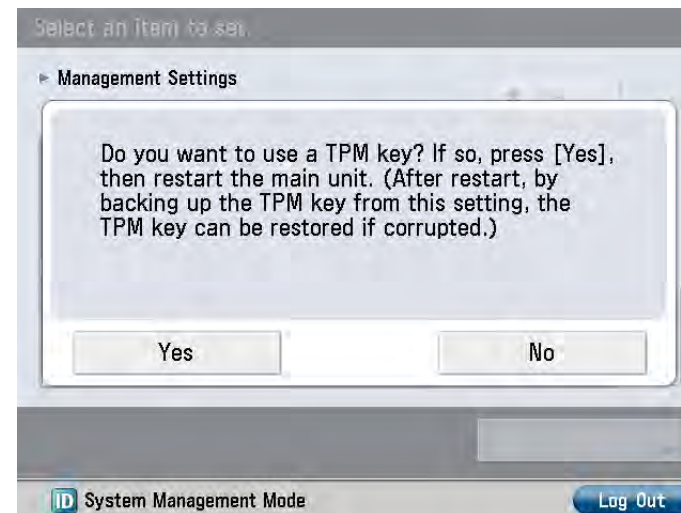 Select an item to set.
Management Settings
Do you want to use a TPM key? If so, press [Yes],
then restart the main unit. (After restart, by
backing up the TPM key from this setting, the
TPM key can be restored if corrupted.)
Yes
No
ID System Management Mode
Log Out